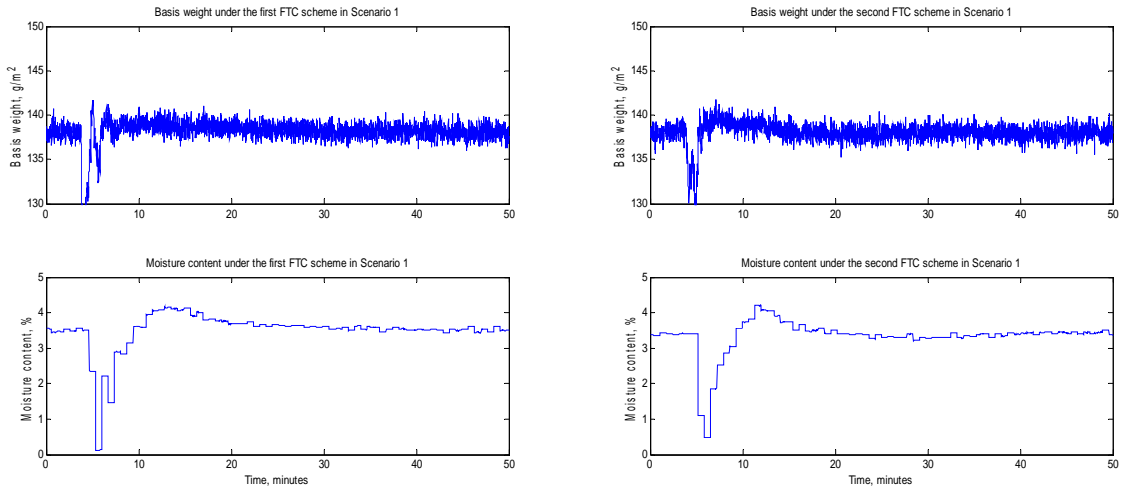 Basis weight under the first FTC scheme in Scenario 1
150
145
140
135
130
Basis weight, g/m²
0 10 20 30 40 50
Basis weight under the second FTC scheme in Scenario 1
150
145
140
135
130
Basis weight, g/m²
0 10 20 30 40 50
Moisture content under the first FTC scheme in Scenario 1
5
4
3
2
1
0
Moisture content, %
0 10 20 30 40 50
Time, minutes
Moisture content under the second FTC scheme in Scenario 1
5
4
3
2
1
0
Moisture content, %
0 10 20 30 40 50
Time, minutes